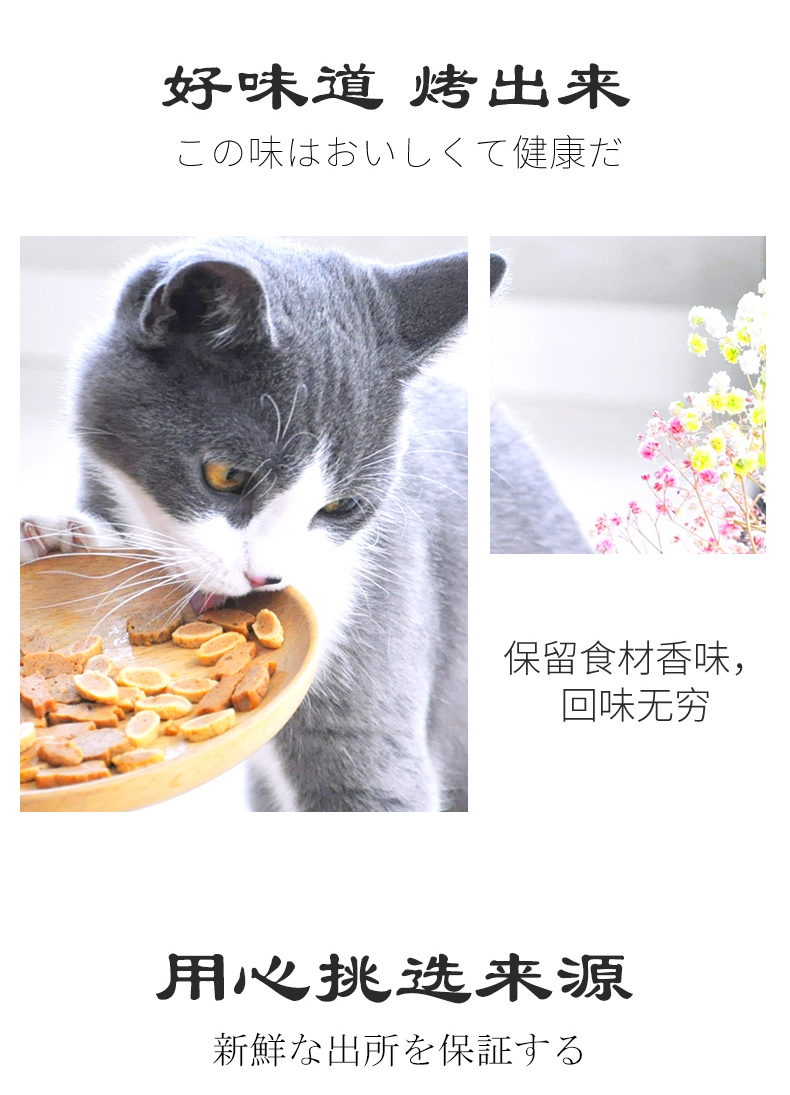 好味道 烤出来
この味はおいしくて健康だ
保留食材香味，
回味无穷
用心挑选来源
新鮮な出所を保証する